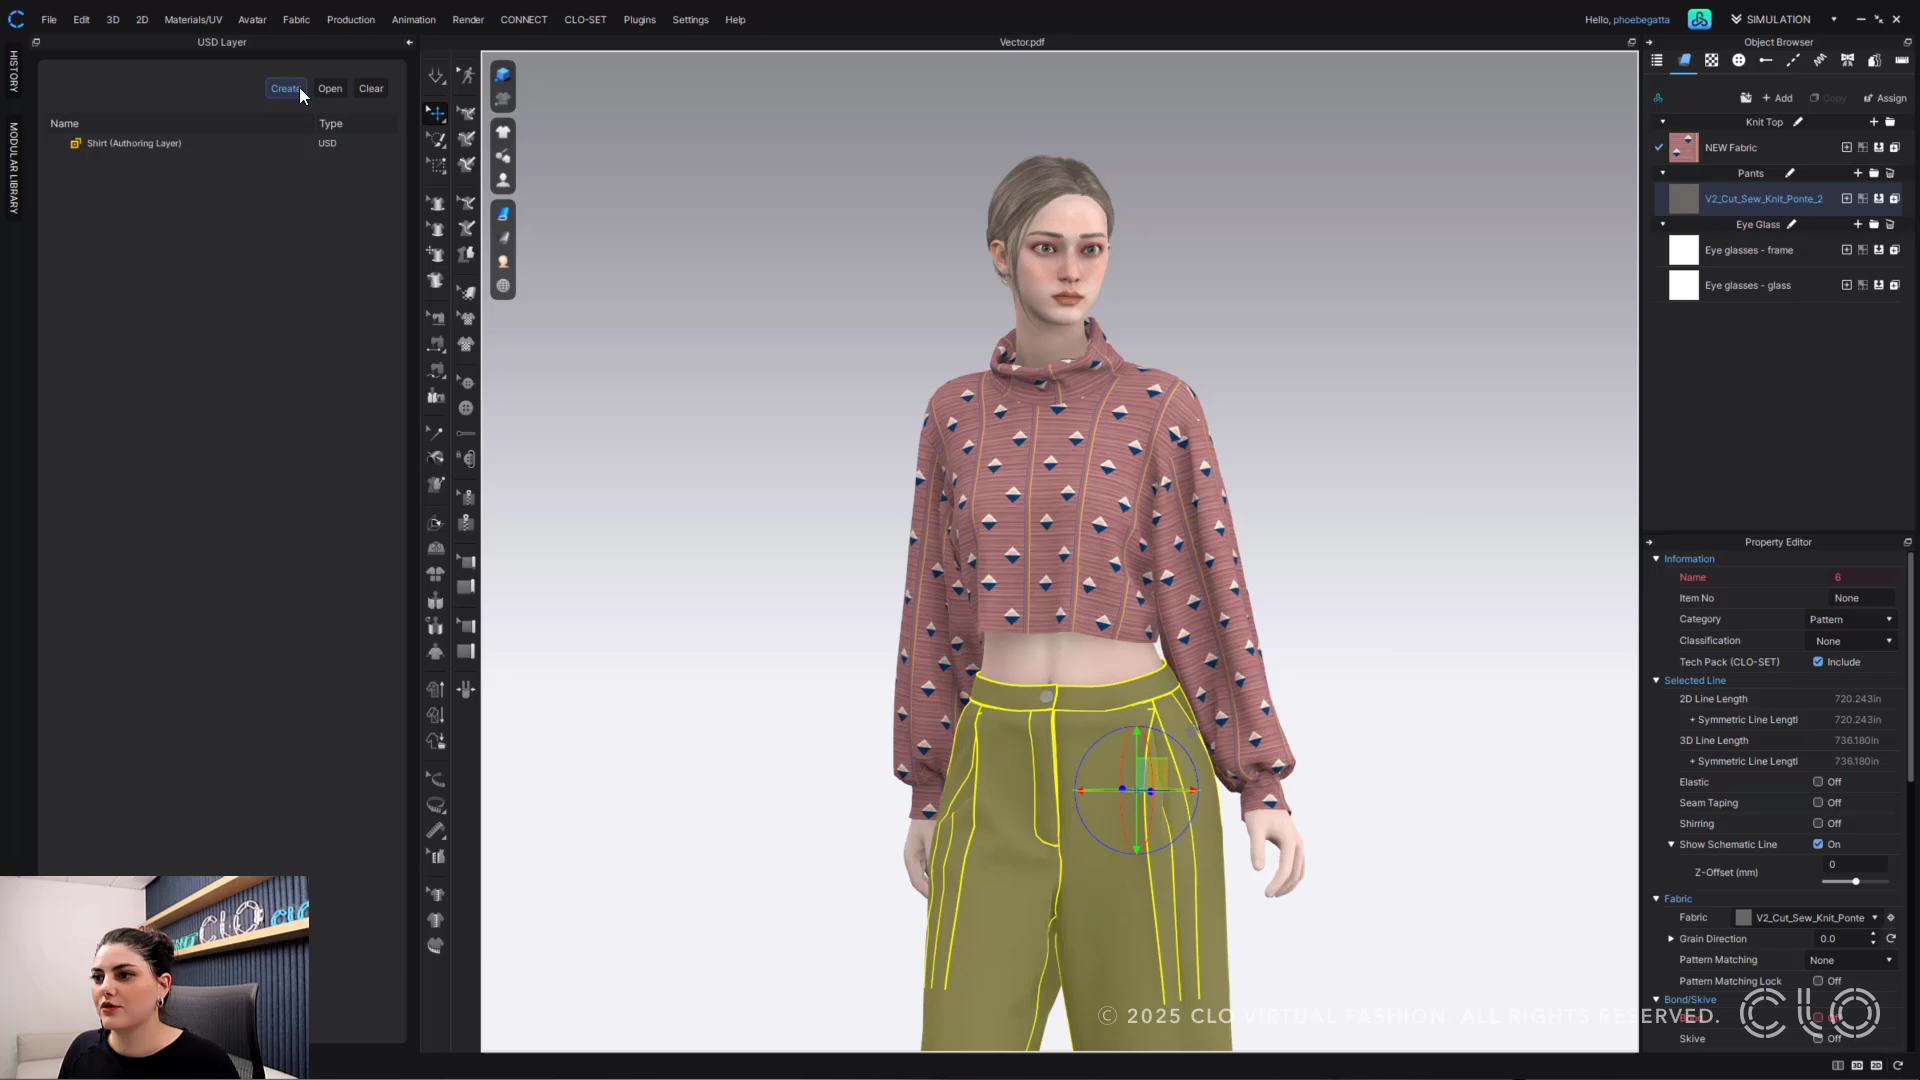 File Edit 3D 2D Materials/UV Avatar Fabric Production Animation Render CONNECT CLO-SET Plugins Settings Help
Hello, phoebegatta
SIMULATION
USD Layer
Vector.pdf
Object Browser
HISTORY
MODULAR LIBRARY
Create Open Clear
Name Type
Shirt (Authoring Layer) USD
+ Add Copy Assign
Knit Top
NEW Fabric
Pants
V2_Cut_Sew_Knit_Ponte_2
Eye Glass
Eye glasses - frame
Eye glasses - glass
Property Editor
Information
Name 6
Item No None
Category Pattern
Classification None
Tech Pack (CLO-SET) Include
Selected Line
2D Line Length 720.243in
+ Symmetric Line Lengtl 720.243in
3D Line Length 736.180in
+ Symmetric Line Lengtl 736.180in
Elastic Off
Seam Taping Off
Shirring Off
Show Schematic Line On
Z-Offset (mm) 0
Fabric
Fabric V2_Cut_Sew_Knit_Ponte
Grain Direction 0.0
Pattern Matching None
Pattern Matching Lock Off
Bond/Skive
Skive Off
© 2025 CLO VIRTUAL FASHION ALL RIGHTS RESERVED. CLO
CLO
3D 2D